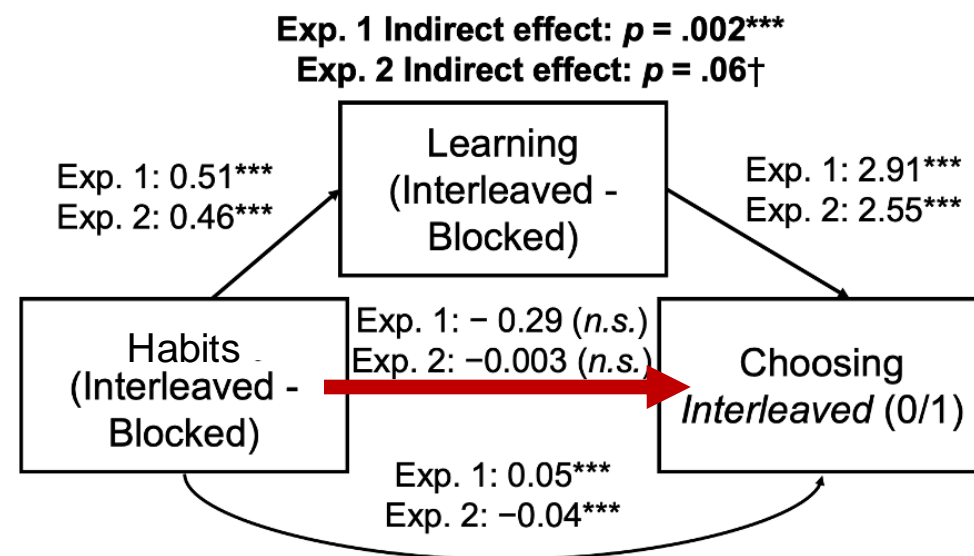 Exp. 1 Indirect effect: p = .002***
Exp. 2 Indirect effect: p = .06†
Learning
(Interleaved -
Blocked)
Exp. 1: 0.51***
Exp. 2: 0.46***
Exp. 1: 2.91***
Exp. 2: 2.55***
Habits
(Interleaved -
Blocked)
Exp. 1: − 0.29 (n.s.)
Exp. 2: −0.003 (n.s.)
Choosing
Interleaved (0/1)
Exp. 1: 0.05***
Exp. 2: −0.04***